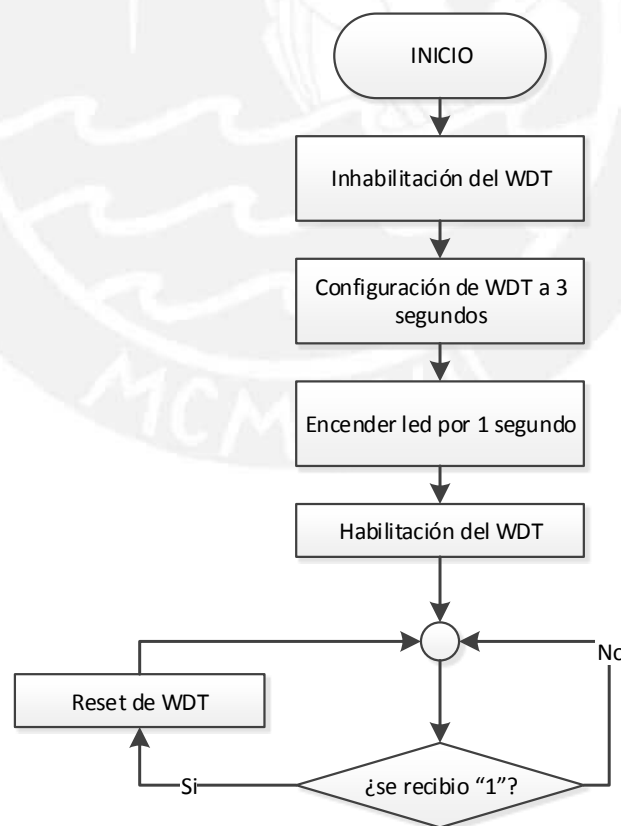 INICIO
Inhabilitación del WDT
Configuración de WDT a 3
segundos
Encender led por 1 segundo
Habilitación del WDT
No
Reset de WDT
Si
¿se recibio “1”?